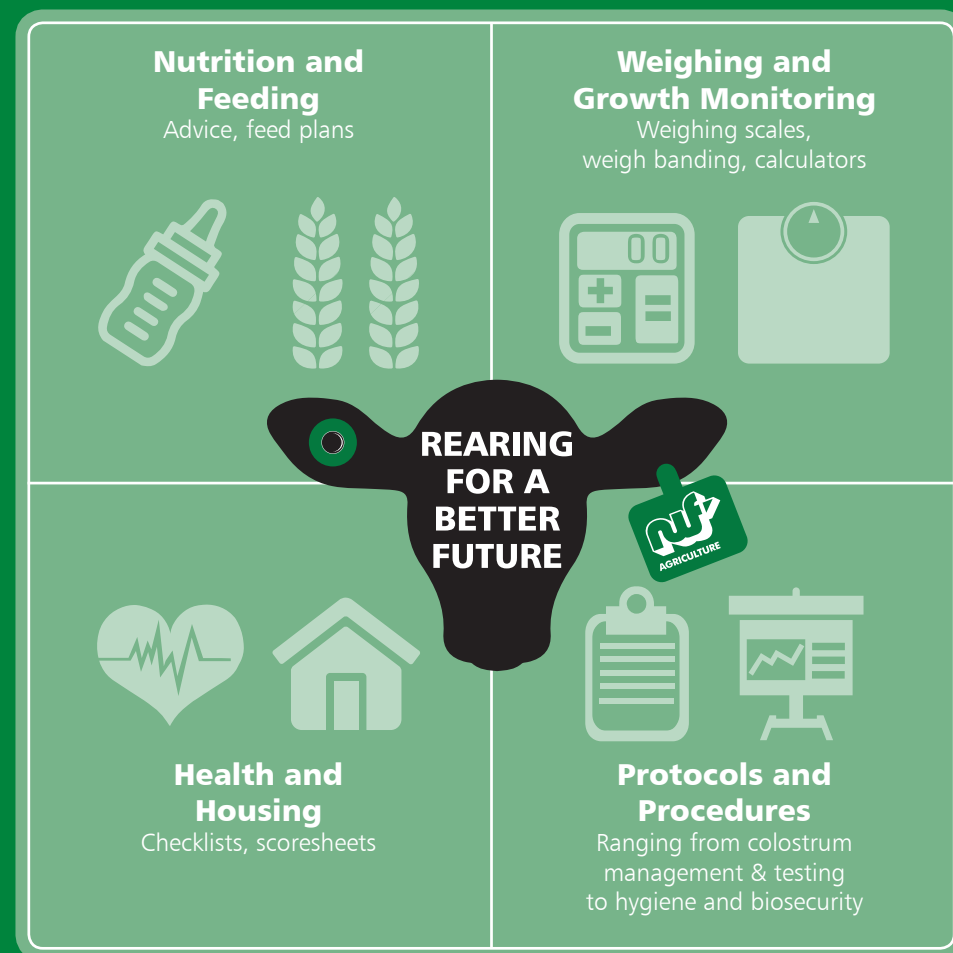 Nutrition and
Feeding
Advice, feed plans
Weighing and
Growth Monitoring
Weighing scales,
weigh banding, calculators
00
REARING
FOR A
BETTER
FUTURE
nwf
AGRICULTURE
Health and
Housing
Checklists, scoresheets
Protocols and
Procedures
Ranging from colostrum
management & testing
to hygiene and biosecurity